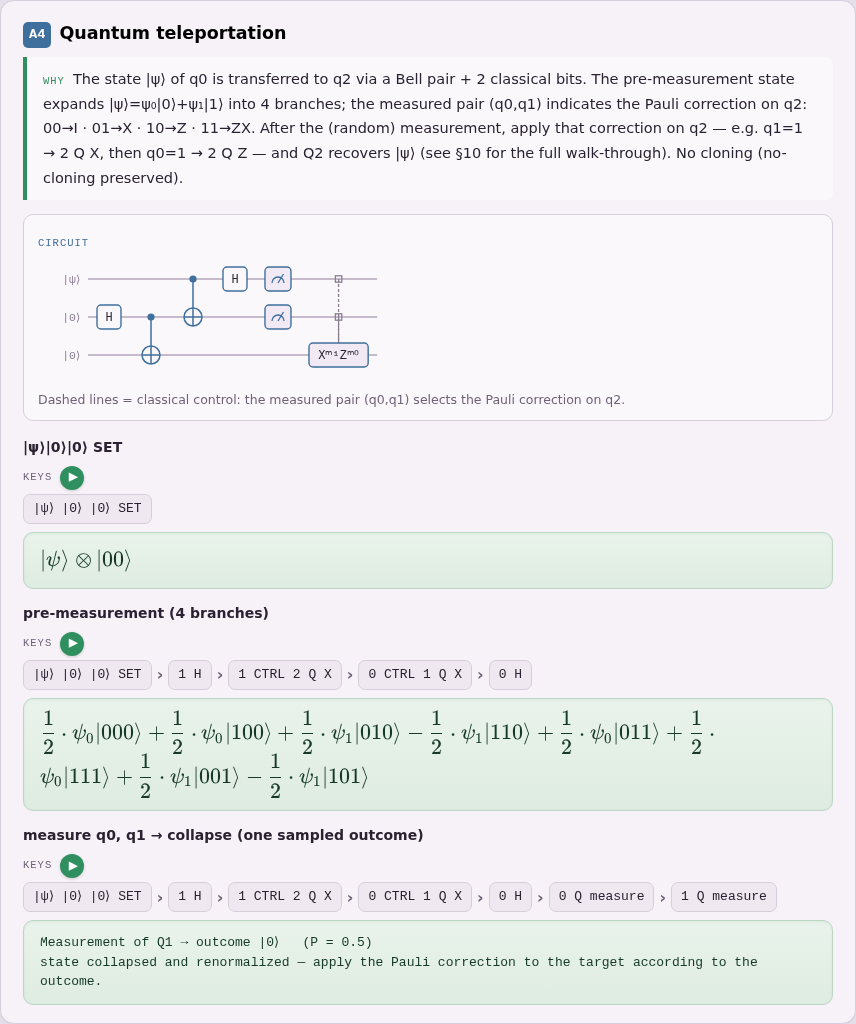 A4 Quantum teleportation
WHY The state |ψ⟩ of q0 is transferred to q2 via a Bell pair + 2 classical bits. The pre-measurement state
expands |ψ⟩=ψ₀|0⟩+ψ₁|1⟩ into 4 branches; the measured pair (q0,q1) indicates the Pauli correction on q2:
00→I · 01→X · 10→Z · 11→ZX. After the (random) measurement, apply that correction on q2 — e.g. q1=1
→ 2 Q X, then q0=1 → 2 Q Z — and Q2 recovers |ψ⟩ (see §10 for the full walk-through). No cloning (no-
cloning preserved).
CIRCUIT
|ψ⟩ H
|0⟩ H
|0⟩ Xᵐ¹Zᵐ⁰
Dashed lines = classical control: the measured pair (q0,q1) selects the Pauli correction on q2.
|ψ⟩|0⟩|0⟩ SET
KEYS
|ψ⟩ |0⟩ |0⟩ SET
|ψ⟩ ⊗ |00⟩
pre-measurement (4 branches)
KEYS
|ψ⟩ |0⟩ |0⟩ SET › 1 H › 1 CTRL 2 Q X › 0 CTRL 1 Q X › 0 H
1/2 · ψ₀|000⟩ + 1/2 · ψ₀|100⟩ + 1/2 · ψ₁|010⟩ − 1/2 · ψ₁|110⟩ + 1/2 · ψ₀|011⟩ + 1/2 ·
ψ₀|111⟩ + 1/2 · ψ₁|001⟩ − 1/2 · ψ₁|101⟩
measure q0, q1 → collapse (one sampled outcome)
KEYS
|ψ⟩ |0⟩ |0⟩ SET › 1 H › 1 CTRL 2 Q X › 0 CTRL 1 Q X › 0 H › 0 Q measure › 1 Q measure
Measurement of Q1 → outcome |0⟩ (P = 0.5)
state collapsed and renormalized — apply the Pauli correction to the target according to the
outcome.